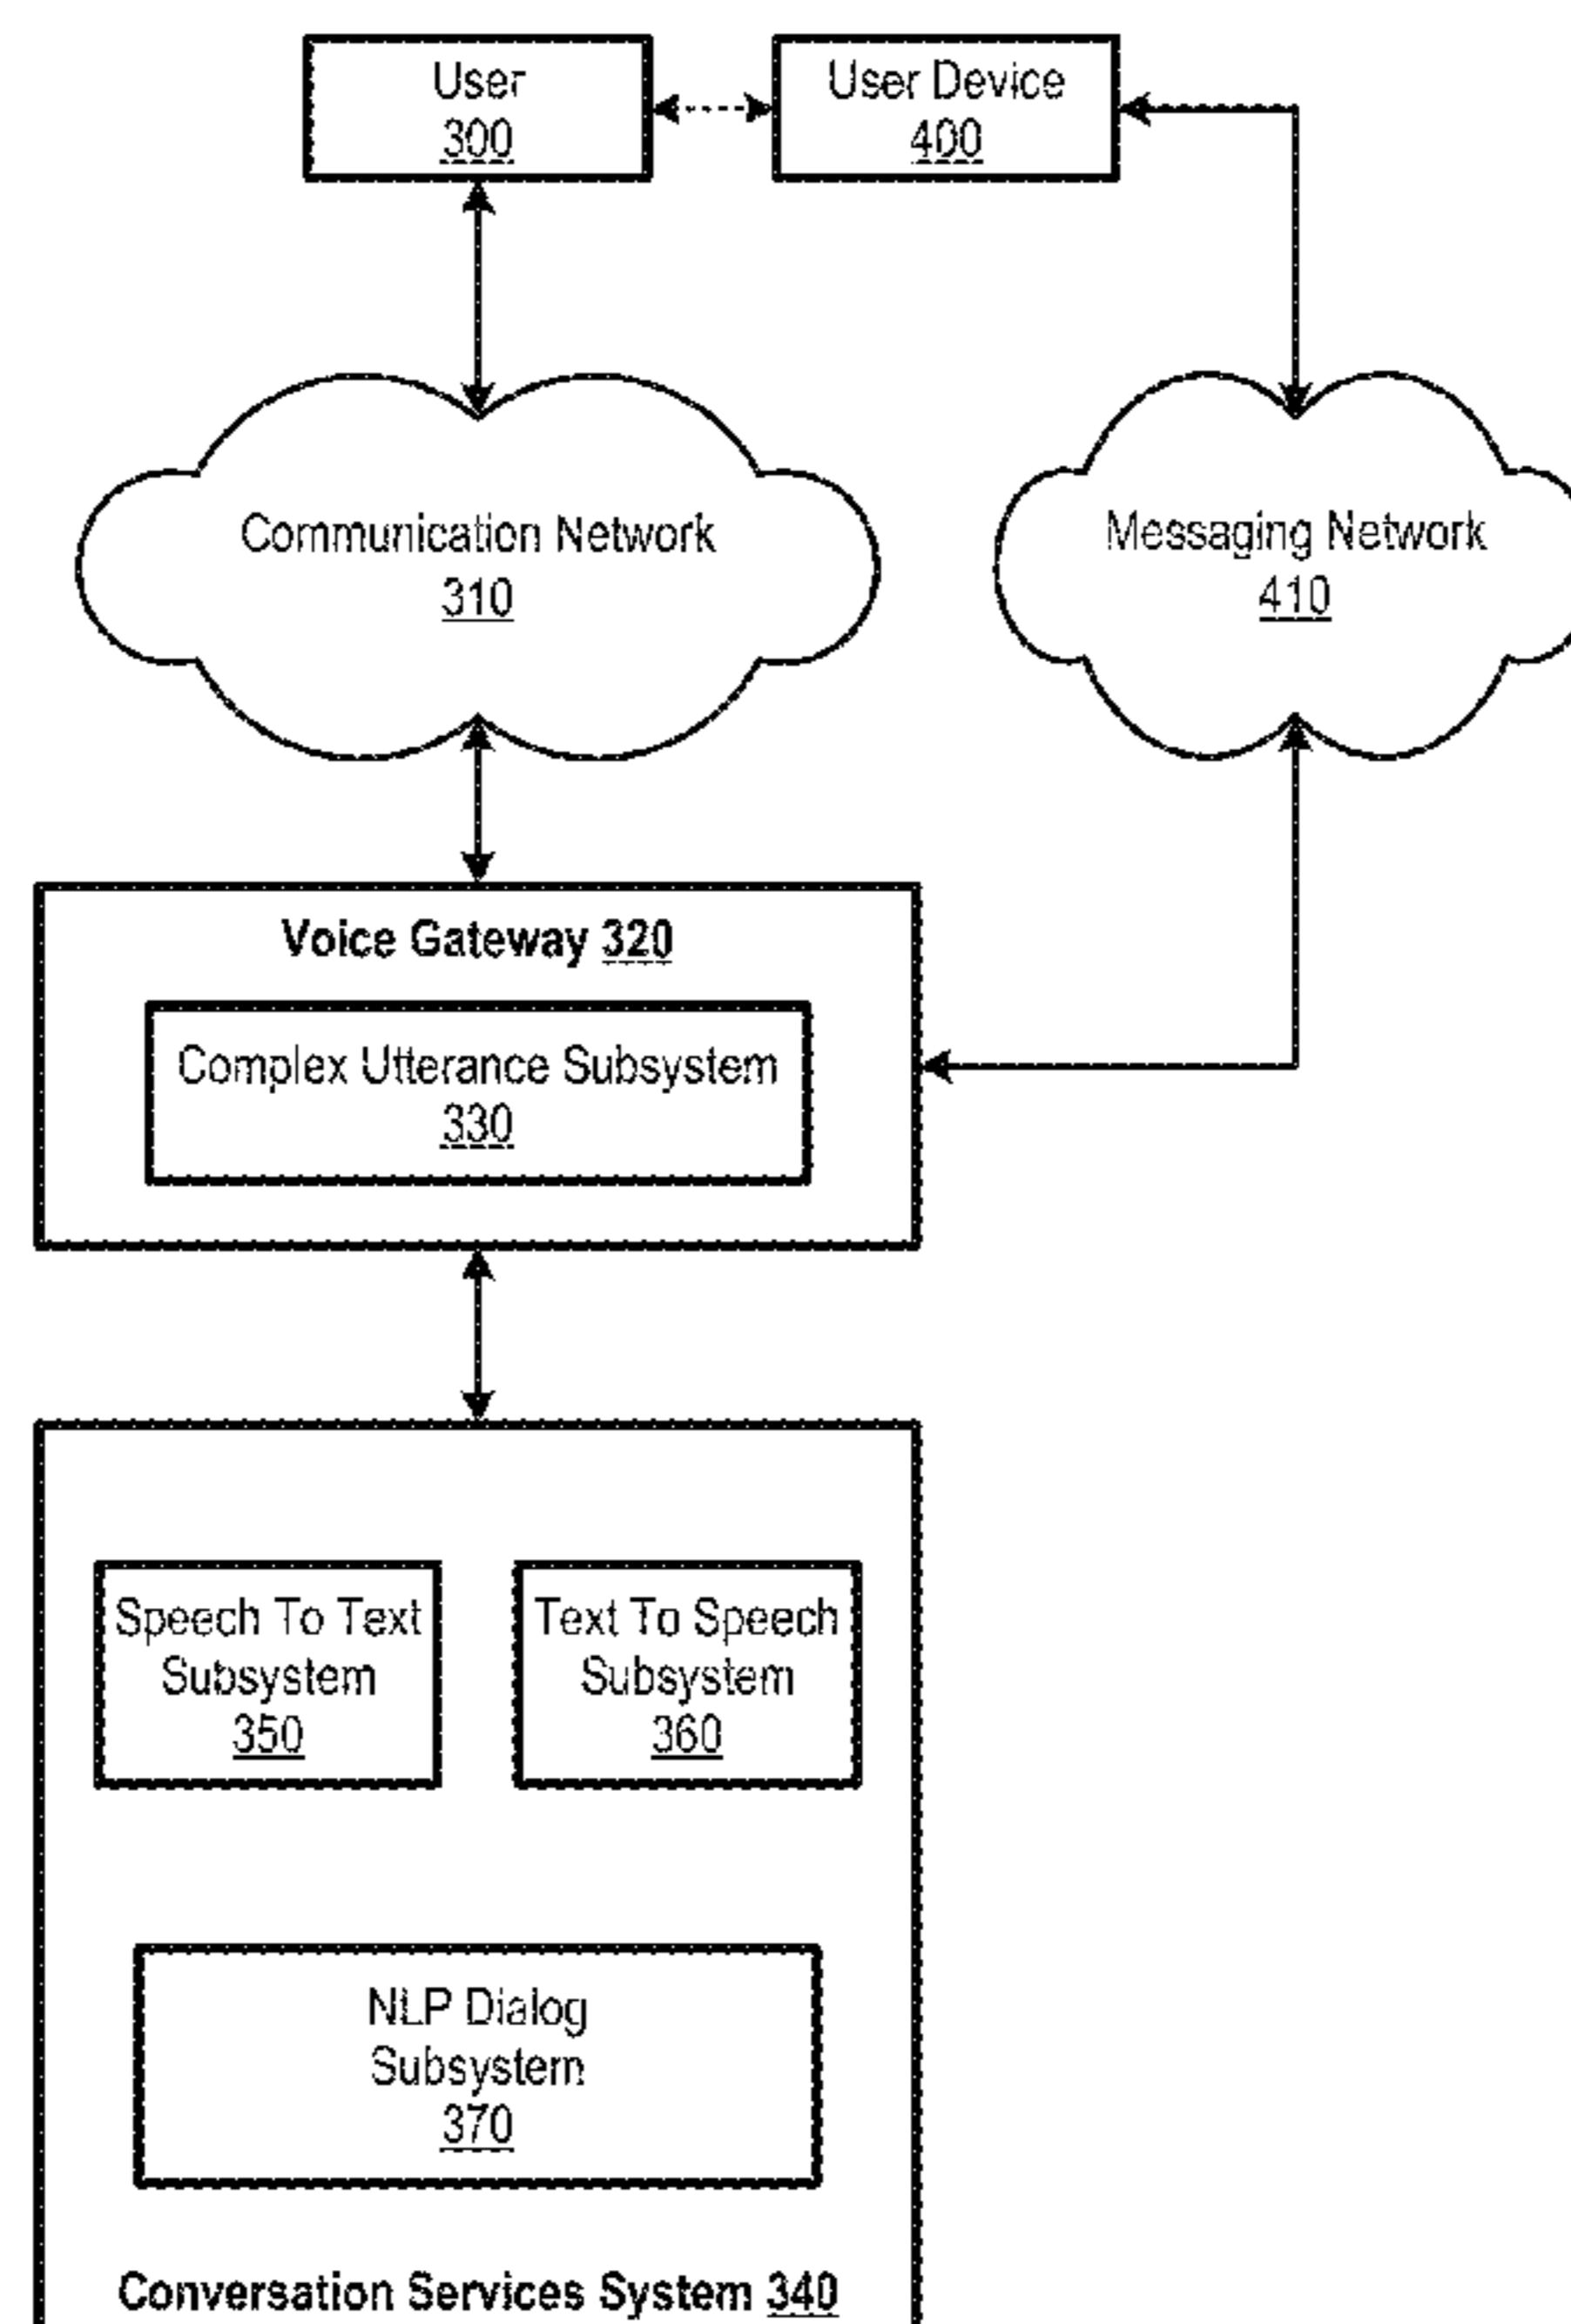 User
300
User Device
400
Communication Network
310
Messaging Network
410
Voice Gateway 320
Complex Utterance Subsystem
330
Speech To Text
Subsystem
350
Text To Speech
Subsystem
360
NLP Dialog
Subsystem
370
Conversation Services System 340